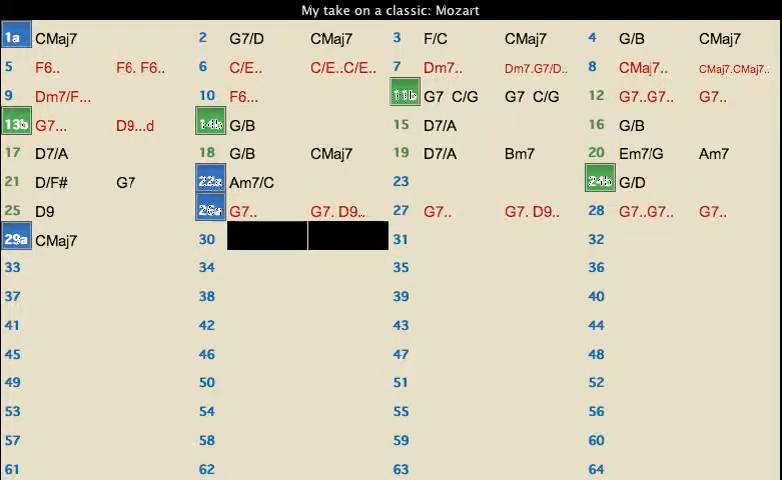 My take on a classic: Mozart
1a CMaj7 2 G7/D CMaj7 3 F/C CMaj7 4 G/B CMaj7
5 F6.. F6. F6.. 6 C/E.. C/E..C/E.. 7 Dm7.. Dm7.G7/D.. 8 CMaj7.. CMaj7.CMaj7..
9 Dm7/F... 10 F6... 11b G7 C/G G7 C/G 12 G7..G7.. G7..
13b G7... D9...d 14b G/B 15 D7/A 16 G/B
17 D7/A 18 G/B CMaj7 19 D7/A Bm7 20 Em7/G Am7
21 D/F# G7 22a Am7/C 23 24b G/D
25 D9 26a G7.. G7. D9.. 27 G7.. G7. D9.. 28 G7..G7.. G7..
29a CMaj7 30 31 32
33 34 35 36
37 38 39 40
41 42 43 44
45 46 47 48
49 50 51 52
53 54 55 56
57 58 59 60
61 62 63 64